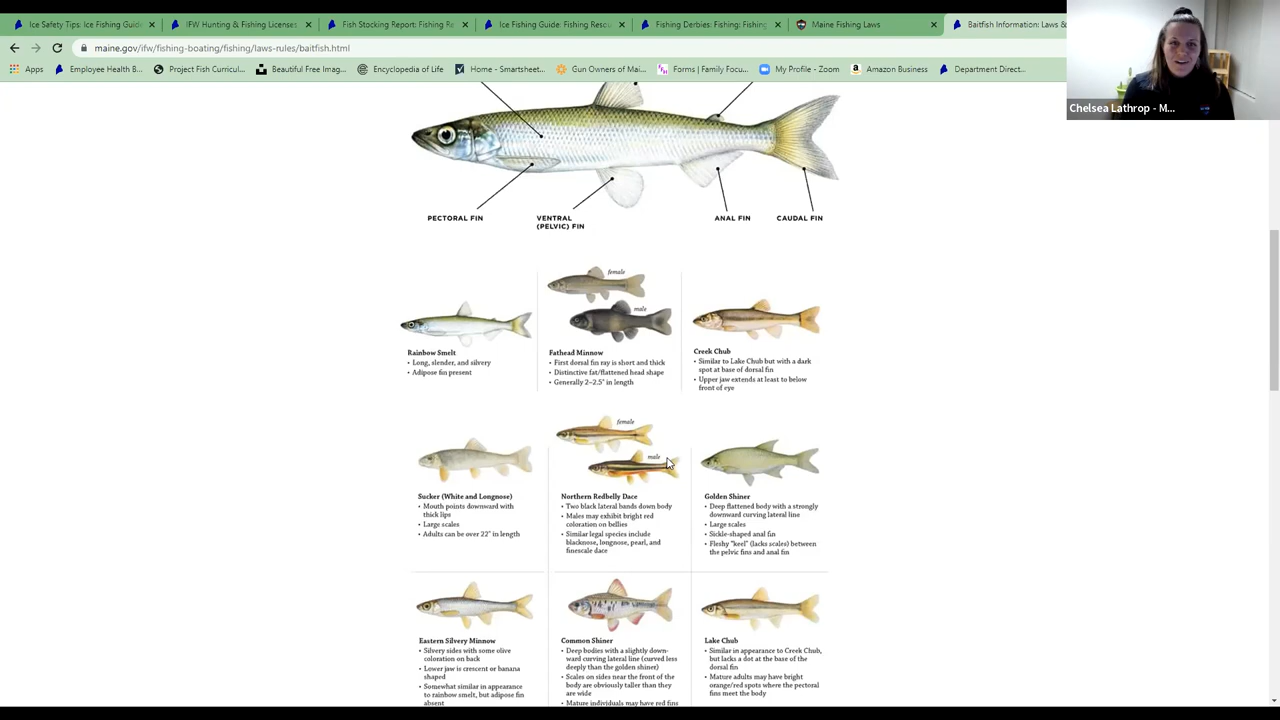 Ice Safety Tips: Ice Fishing Guide
IFW Hunting & Fishing Licenses
Fish Stocking Report: Fishing Re
Ice Fishing Guide: Fishing Resou
Fishing Derbies: Fishing: Fishing
Maine Fishing Laws
Baitfish Information: Laws &
maine.gov/ifw/fishing-boating/fishing/laws-rules/baitfish.html
Apps
Employee Health B...
Project Fish Curricul...
Beautiful Free Imag...
Encyclopedia of Life
Home - Smartsheet...
Gun Owners of Mai...
Forms | Family Focu...
My Profile - Zoom
Amazon Business
Department Direct...
Chelsea Lathrop - M...
PECTORAL FIN
VENTRAL
(PELVIC) FIN
ANAL FIN
CAUDAL FIN
Rainbow Smelt
• Long, slender, and silvery
• Adipose fin present
female
male
Fathead Minnow
• First dorsal fin ray is short and thick
• Distinctive fat/flattened head shape
• Generally 2–2.5" in length
Creek Chub
• Similar to Lake Chub but with a dark
spot at base of dorsal fin
• Upper jaw extends at least to below
front of eye
Sucker (White and Longnose)
• Mouth points downward with
thick lips
• Large scales
• Adults can be over 22" in length
female
male
Northern Redbelly Dace
• Two black lateral bands down body
• Males may exhibit bright red
coloration on bellies
• Similar legal species include
blacknose, longnose, pearl, and
finescale dace
Golden Shiner
• Deep flattened body with a strongly
downward curving lateral line
• Large scales
• Sickle-shaped anal fin
• Fleshy "keel" (lacks scales) between
the pelvic fins and anal fin
Eastern Silvery Minnow
• Silvery sides with some olive
coloration on back
• Lower jaw is crescent or banana
shaped
• Somewhat similar in appearance
to rainbow smelt, but adipose fin
absent
Common Shiner
• Deep bodies with a slightly down-
ward curving lateral line (curved less
deeply than the golden shiner)
• Scales on sides near the front of the
body are obviously taller than they
are wide
• Mature individuals may have red fins
Lake Chub
• Similar in appearance to Creek Chub,
but lacks a dot at the base of the
dorsal fin
• Mature adults may have bright
orange/red spots where the pectoral
fins meet the body